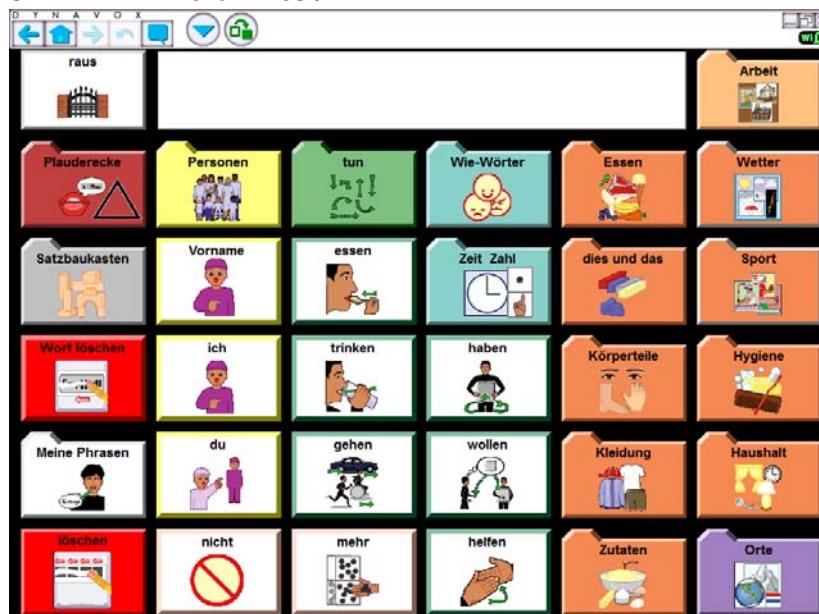 DYNAVOX
raus
Arbeit
Plauderecke
Personen
tun
Wie-Wörter
Essen
Wetter
Satzbaukasten
Vorname
essen
Zeit Zahl
dies und das
Sport
Wort löschen
ich
trinken
haben
Körperteile
Hygiene
Meine Phrasen
du
gehen
wollen
Kleidung
Haushalt
löschen
nicht
mehr
helfen
Zutaten
Orte